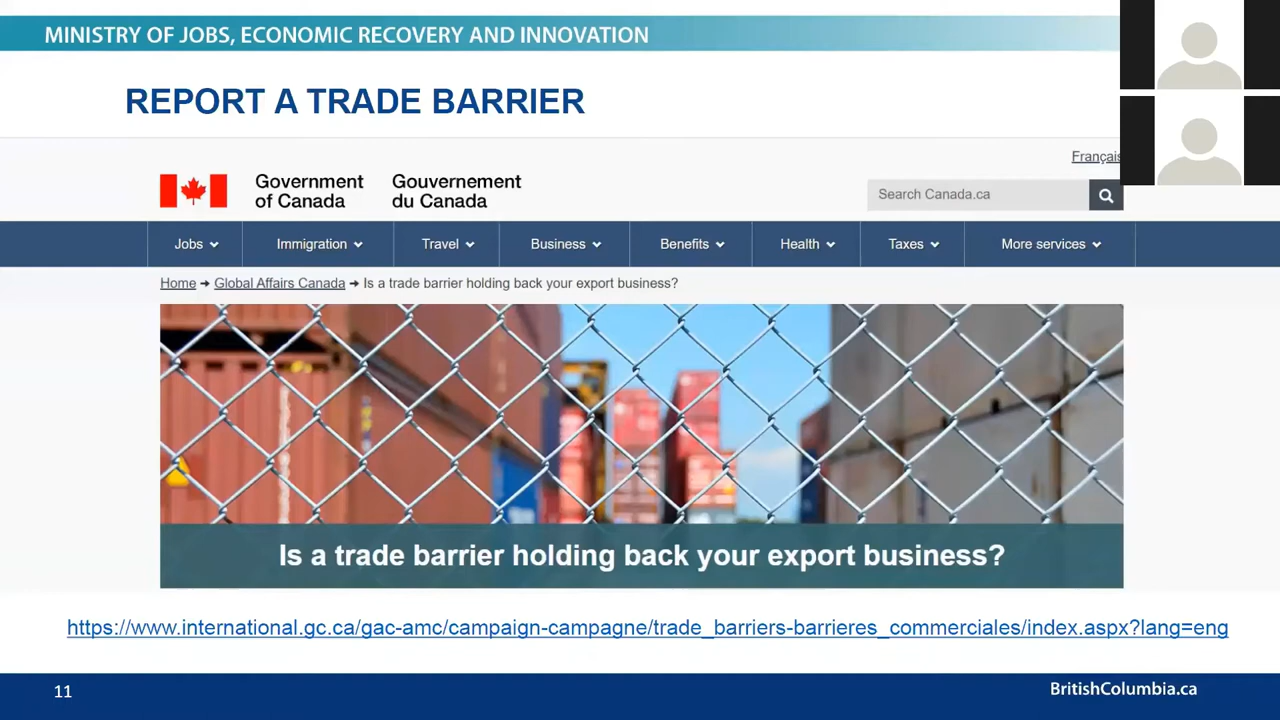 MINISTRY OF JOBS, ECONOMIC RECOVERY AND INNOVATION
REPORT A TRADE BARRIER
Français
Government of Canada
Gouvernement du Canada
Search Canada.ca
Jobs Immigration Travel Business Benefits Health Taxes More services
Home ➔ Global Affairs Canada ➔ Is a trade barrier holding back your export business?
Is a trade barrier holding back your export business?
https://www.international.gc.ca/gac-amc/campaign-campagne/trade_barriers-barrieres_commerciales/index.aspx?lang=eng
11
BritishColumbia.ca